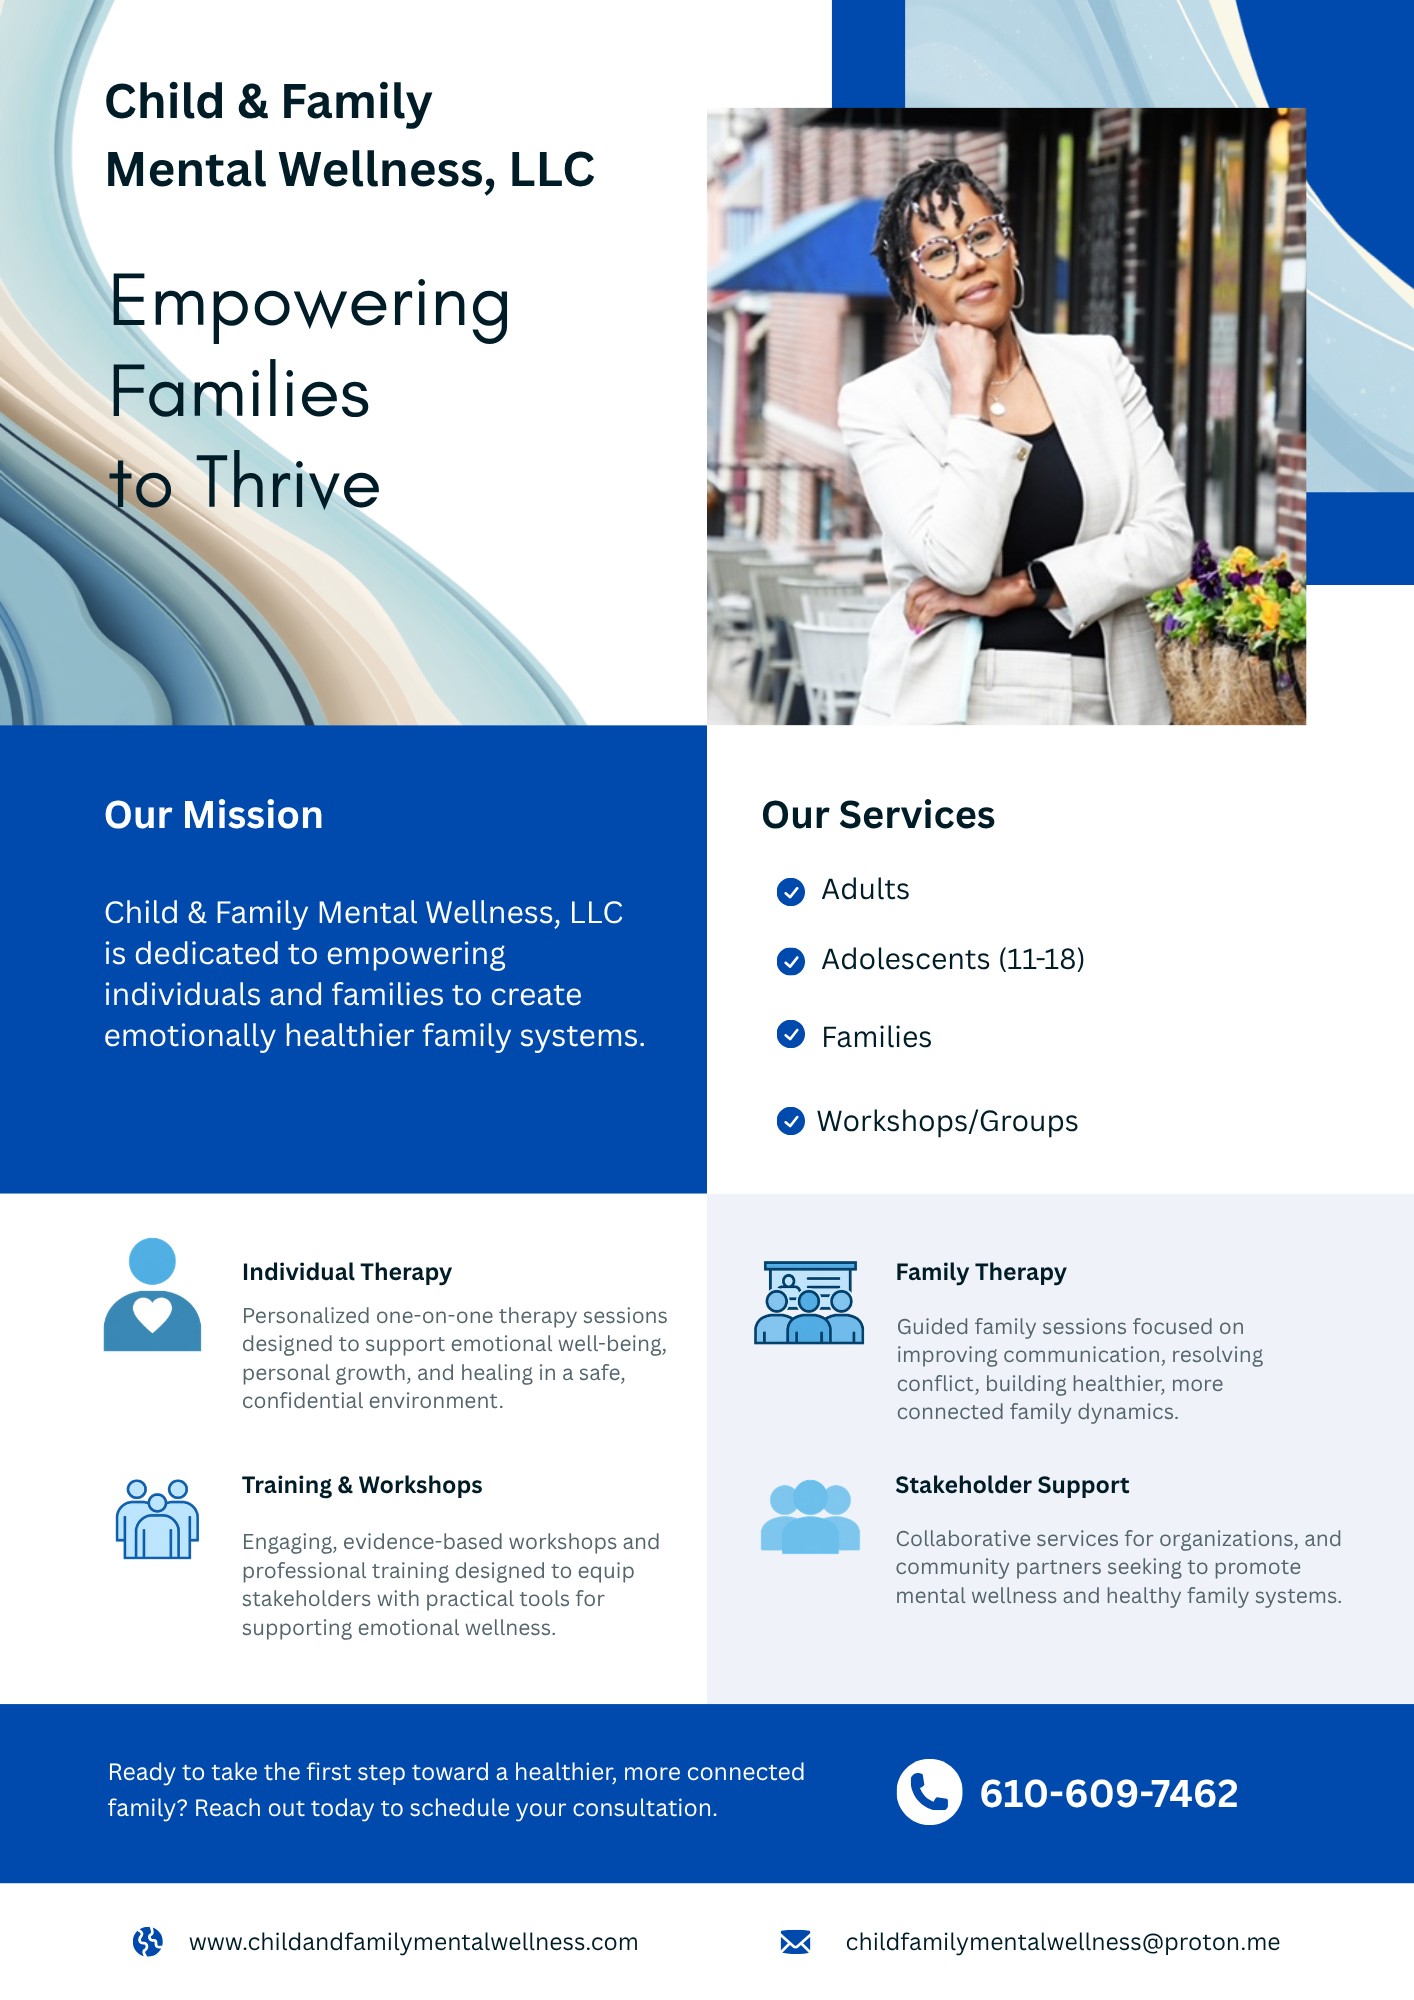 Child & Family
Mental Wellness, LLC
Empowering
Families
to Thrive
Our Mission
Child & Family Mental Wellness, LLC
is dedicated to empowering
individuals and families to create
emotionally healthier family systems.
Our Services
Adults
Adolescents (11-18)
Families
Workshops/Groups
Individual Therapy
Personalized one-on-one therapy sessions
designed to support emotional well-being,
personal growth, and healing in a safe,
confidential environment.
Family Therapy
Guided family sessions focused on
improving communication, resolving
conflict, building healthier, more
connected family dynamics.
Training & Workshops
Engaging, evidence-based workshops and
professional training designed to equip
stakeholders with practical tools for
supporting emotional wellness.
Stakeholder Support
Collaborative services for organizations, and
community partners seeking to promote
mental wellness and healthy family systems.
Ready to take the first step toward a healthier, more connected
family? Reach out today to schedule your consultation.
610-609-7462
www.childandfamilymentalwellness.com
childfamilymentalwellness@proton.me